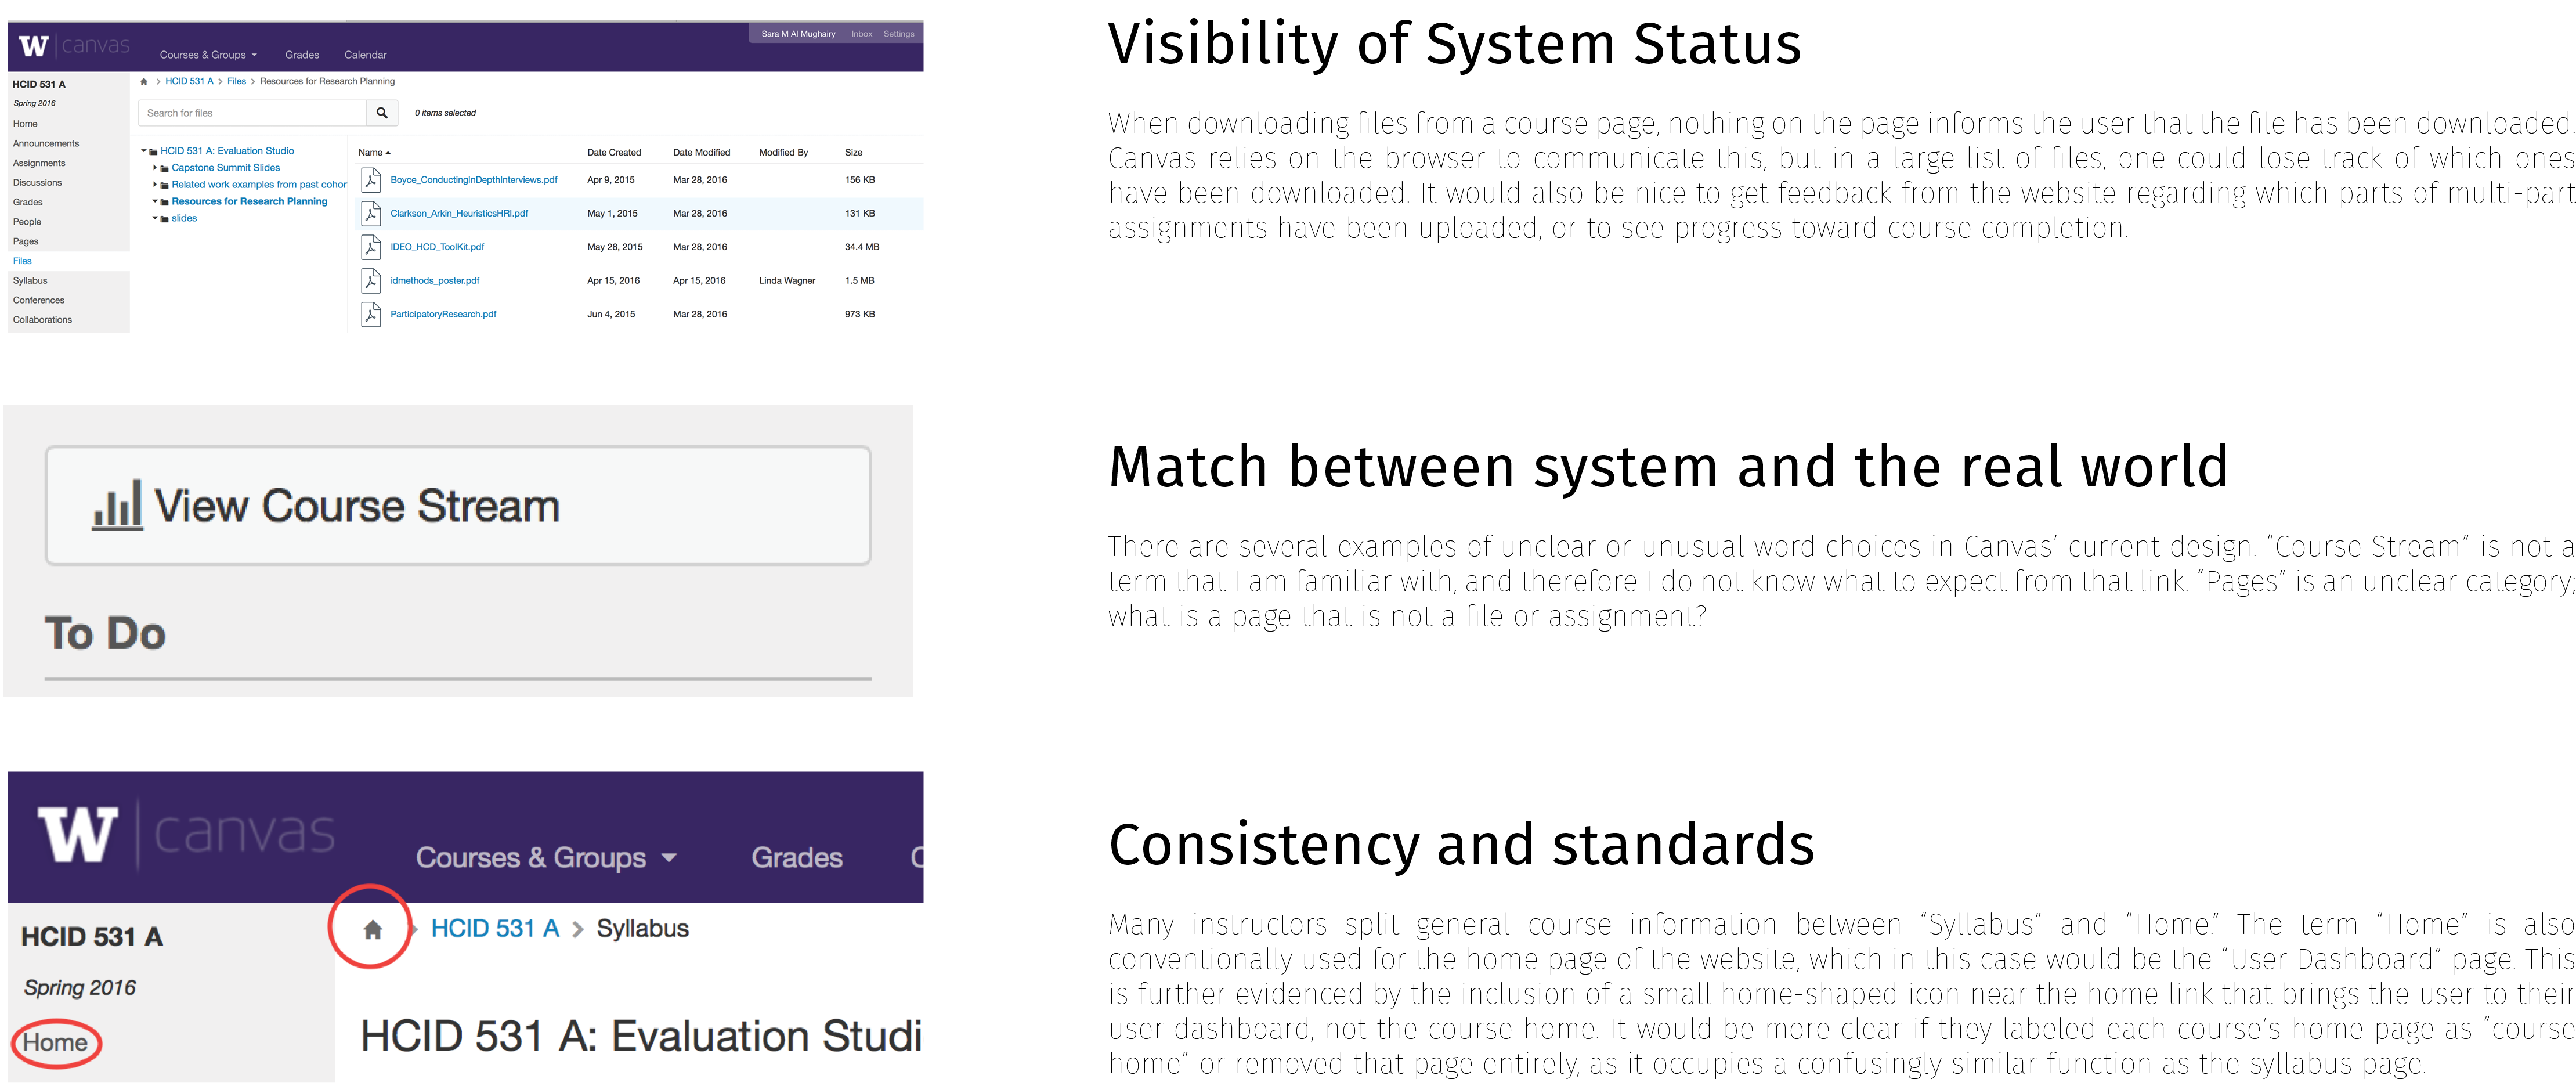 W canvas
Courses & Groups
Grades
Calendar
Sara M Al Mughairy
Inbox
Settings
HCID 531 A
Spring 2016
Home
Announcements
Assignments
Discussions
Grades
People
Pages
Files
Syllabus
Conferences
Collaborations
> HCID 531 A > Files > Resources for Research Planning
Search for files
0 items selected
HCID 531 A: Evaluation Studio
Capstone Summit Slides
Related work examples from past cohor
Resources for Research Planning
slides
Name Date Created Date Modified Modified By Size
Boyce_ConductingInDepthInterviews.pdf Apr 9, 2015 Mar 28, 2016 156 KB
Clarkson_Arkin_HeuristicsHRI.pdf May 1, 2015 Mar 28, 2016 131 KB
IDEO_HCD_ToolKit.pdf May 28, 2015 Mar 28, 2016 34.4 MB
idmethods_poster.pdf Apr 15, 2016 Apr 15, 2016 Linda Wagner 1.5 MB
ParticipatoryResearch.pdf Jun 4, 2015 Mar 28, 2016 973 KB
Visibility of System Status
When downloading files from a course page, nothing on the page informs the user that the file has been downloaded.
Canvas relies on the browser to communicate this, but in a large list of files, one could lose track of which ones
have been downloaded. It would also be nice to get feedback from the website regarding which parts of multi-part
assignments have been uploaded, or to see progress toward course completion.
View Course Stream
To Do
Match between system and the real world
There are several examples of unclear or unusual word choices in Canvas’ current design. “Course Stream” is not a
term that I am familiar with, and therefore I do not know what to expect from that link. “Pages” is an unclear category;
what is a page that is not a file or assignment?
W canvas
Courses & Groups
Grades
C
HCID 531 A
Spring 2016
Home
> HCID 531 A > Syllabus
HCID 531 A: Evaluation Studi
Consistency and standards
Many instructors split general course information between “Syllabus” and “Home.” The term “Home” is also
conventionally used for the home page of the website, which in this case would be the “User Dashboard” page. This
is further evidenced by the inclusion of a small home-shaped icon near the home link that brings the user to their
user dashboard, not the course home. It would be more clear if they labeled each course’s home page as “course
home” or removed that page entirely, as it occupies a confusingly similar function as the syllabus page.